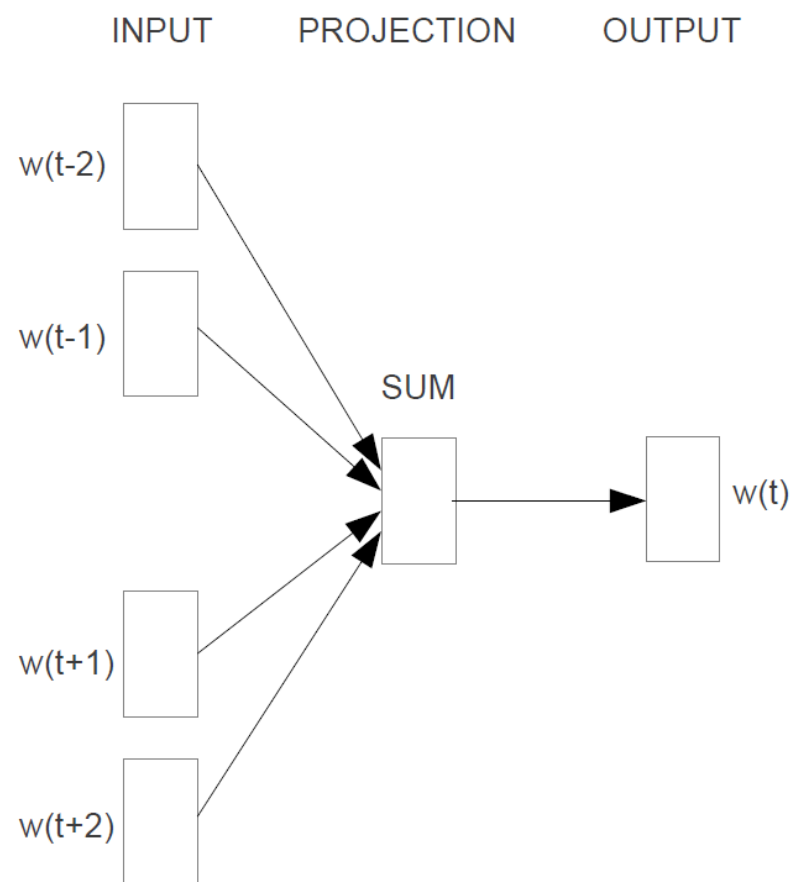 INPUT PROJECTION OUTPUT
w(t-2)
w(t-1)
SUM
w(t)
w(t+1)
w(t+2)